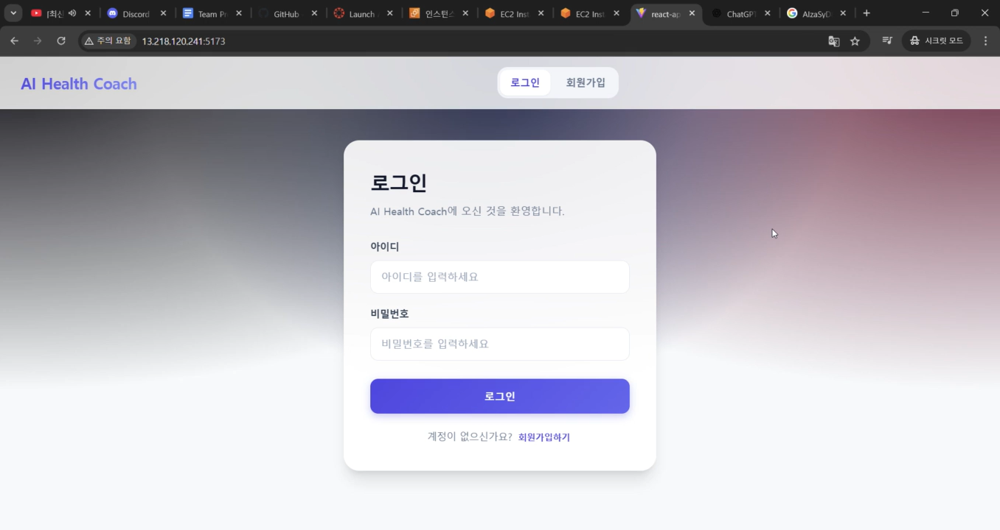 [최신
Discord
Team Pr
GitHub
Launch
인스턴스
EC2 Inst
EC2 Inst
react-ap
ChatGPT
AIzaSyD
주의 요함
13.218.120.241:5173
시크릿 모드
AI Health Coach
로그인
회원가입
로그인
AI Health Coach에 오신 것을 환영합니다.
아이디
아이디를 입력하세요
비밀번호
비밀번호를 입력하세요
로그인
계정이 없으신가요? 회원가입하기